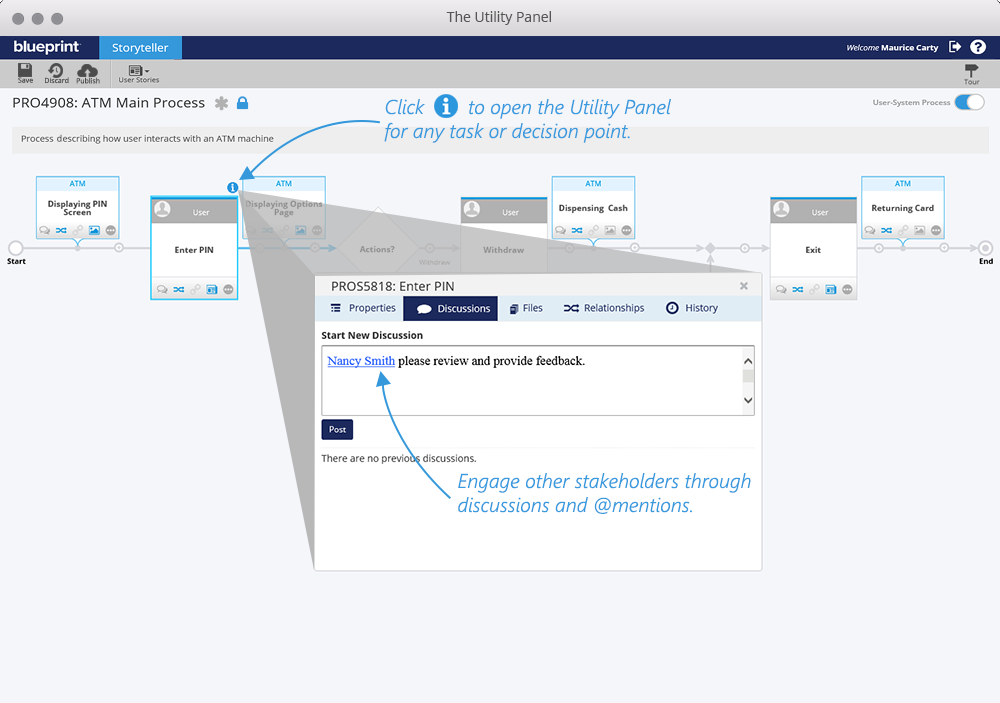 The Utility Panel
blueprint Storyteller Welcome Maurice Carty ?
Save Discard Publish User Stories Tour
PRO4908: ATM Main Process
User-System Process
Click i to open the Utility Panel
for any task or decision point.
Process describing how user interacts with an ATM machine
ATM
Displaying PIN
Screen
User
Enter PIN
i
ATM
Displaying Options
Page
Actions?
Withdraw
User
Withdraw
ATM
Dispensing Cash
User
Exit
ATM
Returning Card
Start
End
PROS5818: Enter PIN
Properties Discussions Files Relationships History
Start New Discussion
Nancy Smith please review and provide feedback.
Post
There are no previous discussions.
Engage other stakeholders through
discussions and @mentions.